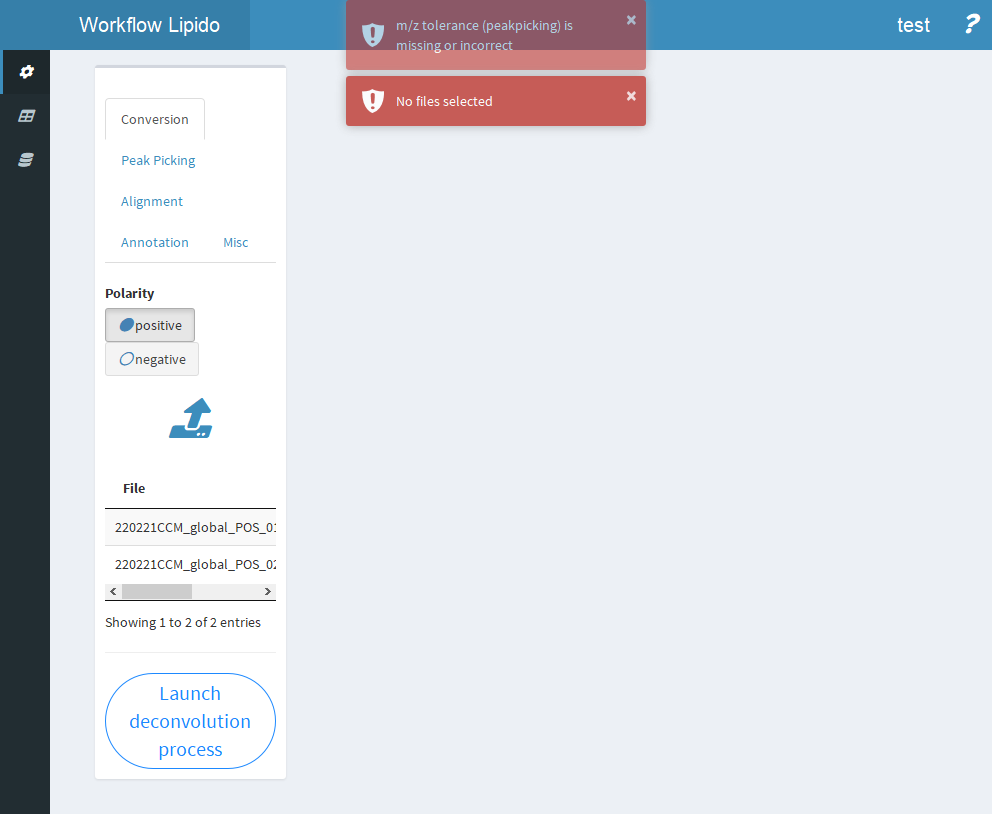 Workflow Lipido
m/z tolerance (peakpicking) is
missing or incorrect
×
test
?
No files selected
×
Conversion
Peak Picking
Alignment
Annotation Misc
Polarity
positive
negative
File
220221CCM_global_POS_01
220221CCM_global_POS_02
Showing 1 to 2 of 2 entries
Launch
deconvolution
process